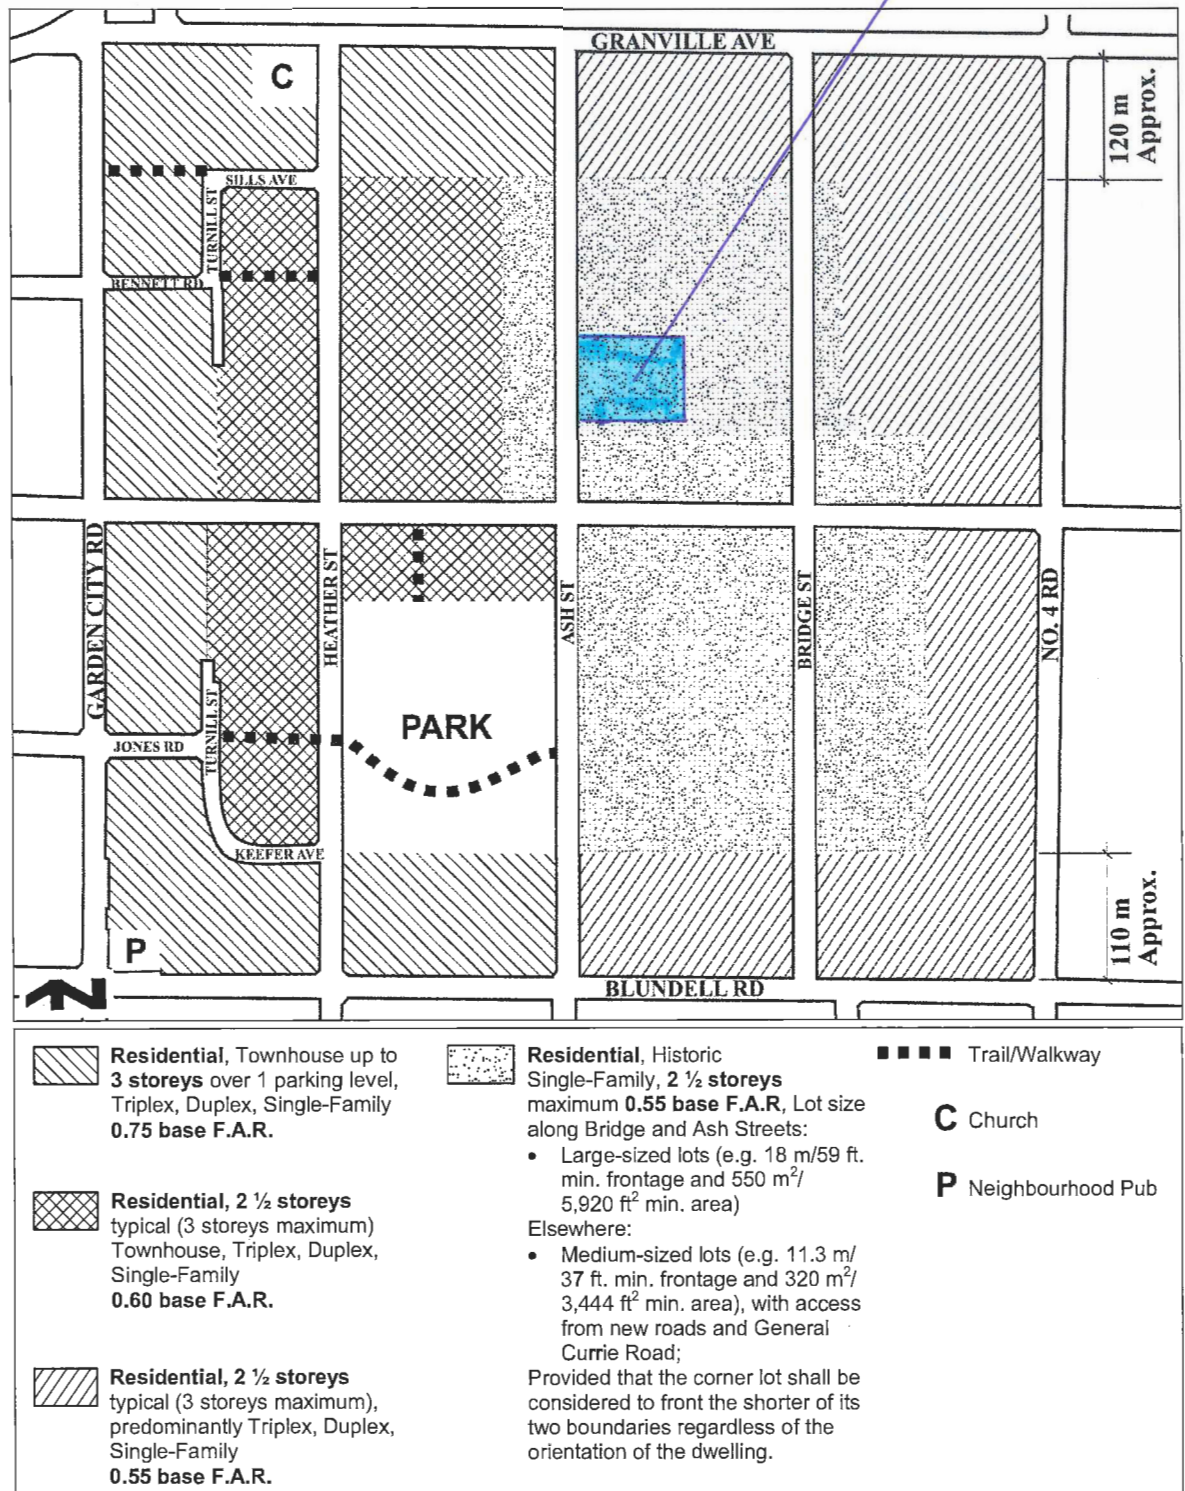 GRANVILLE AVE
C
120 m
Approx.
SILLS AVE
TURNILL ST
BENNETT RD
GARDEN CITY RD
HEATHER ST
ASH ST
BRIDGE ST
NO. 4 RD
PARK
JONES RD
TURNILL ST
KEEFER AVE
110 m
Approx.
P
BLUNDELL RD
Residential, Townhouse up to
3 storeys over 1 parking level,
Triplex, Duplex, Single-Family
0.75 base F.A.R.
Residential, 2 ½ storeys
typical (3 storeys maximum)
Townhouse, Triplex, Duplex,
Single-Family
0.60 base F.A.R.
Residential, 2 ½ storeys
typical (3 storeys maximum),
predominantly Triplex, Duplex,
Single-Family
0.55 base F.A.R.
Residential, Historic
Single-Family, 2 ½ storeys
maximum 0.55 base F.A.R, Lot size
along Bridge and Ash Streets:
• Large-sized lots (e.g. 18 m/59 ft.
min. frontage and 550 m²/
5,920 ft² min. area)
Elsewhere:
• Medium-sized lots (e.g. 11.3 m/
37 ft. min. frontage and 320 m²/
3,444 ft² min. area), with access
from new roads and General
Currie Road;
Provided that the corner lot shall be
considered to front the shorter of its
two boundaries regardless of the
orientation of the dwelling.
Trail/Walkway
C Church
P Neighbourhood Pub